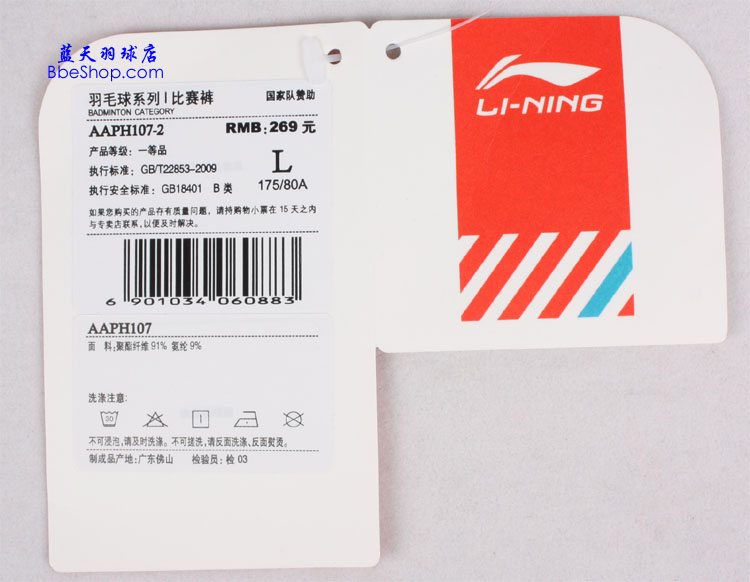 蓝天羽球店
BbeShop.com
羽毛球系列 | 比赛裤 国家队赞助
BADMINTON CATEGORY
AAPH107-2 RMB: 269 元
产品等级: 一等品
执行标准: GB/T22853-2009 L
执行安全标准: GB18401 B 类 175/80A
如果您购买的产品存有质量问题, 请持购物小票在 15 天之内
与专卖店联系, 以便及时解决。
6 901034 060883
AAPH107
面 料:聚酯纤维 91% 氨纶 9%
洗涤注意:
不可浸泡,请及时洗涤。不可搓洗,请反面洗涤、反面熨烫。
制成品产地:广东佛山 检验员: 检 03
LI-NING